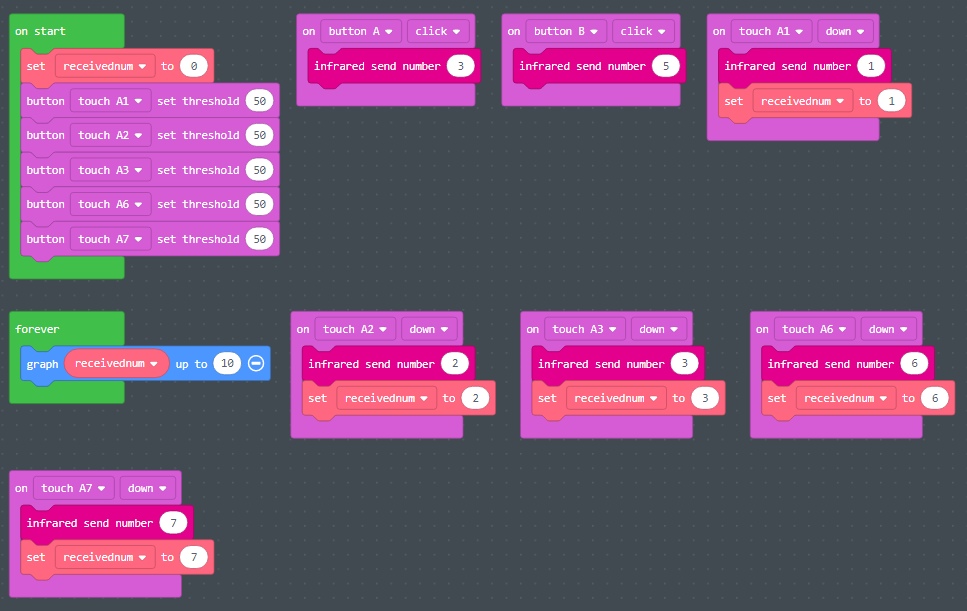 on start
set receivednum to 0
button touch A1 set threshold 50
button touch A2 set threshold 50
button touch A3 set threshold 50
button touch A6 set threshold 50
button touch A7 set threshold 50
on button A click
infrared send number 3
on button B click
infrared send number 5
on touch A1 down
infrared send number 1
set receivednum to 1
forever
graph receivednum up to 10
on touch A2 down
infrared send number 2
set receivednum to 2
on touch A3 down
infrared send number 3
set receivednum to 3
on touch A6 down
infrared send number 6
set receivednum to 6
on touch A7 down
infrared send number 7
set receivednum to 7